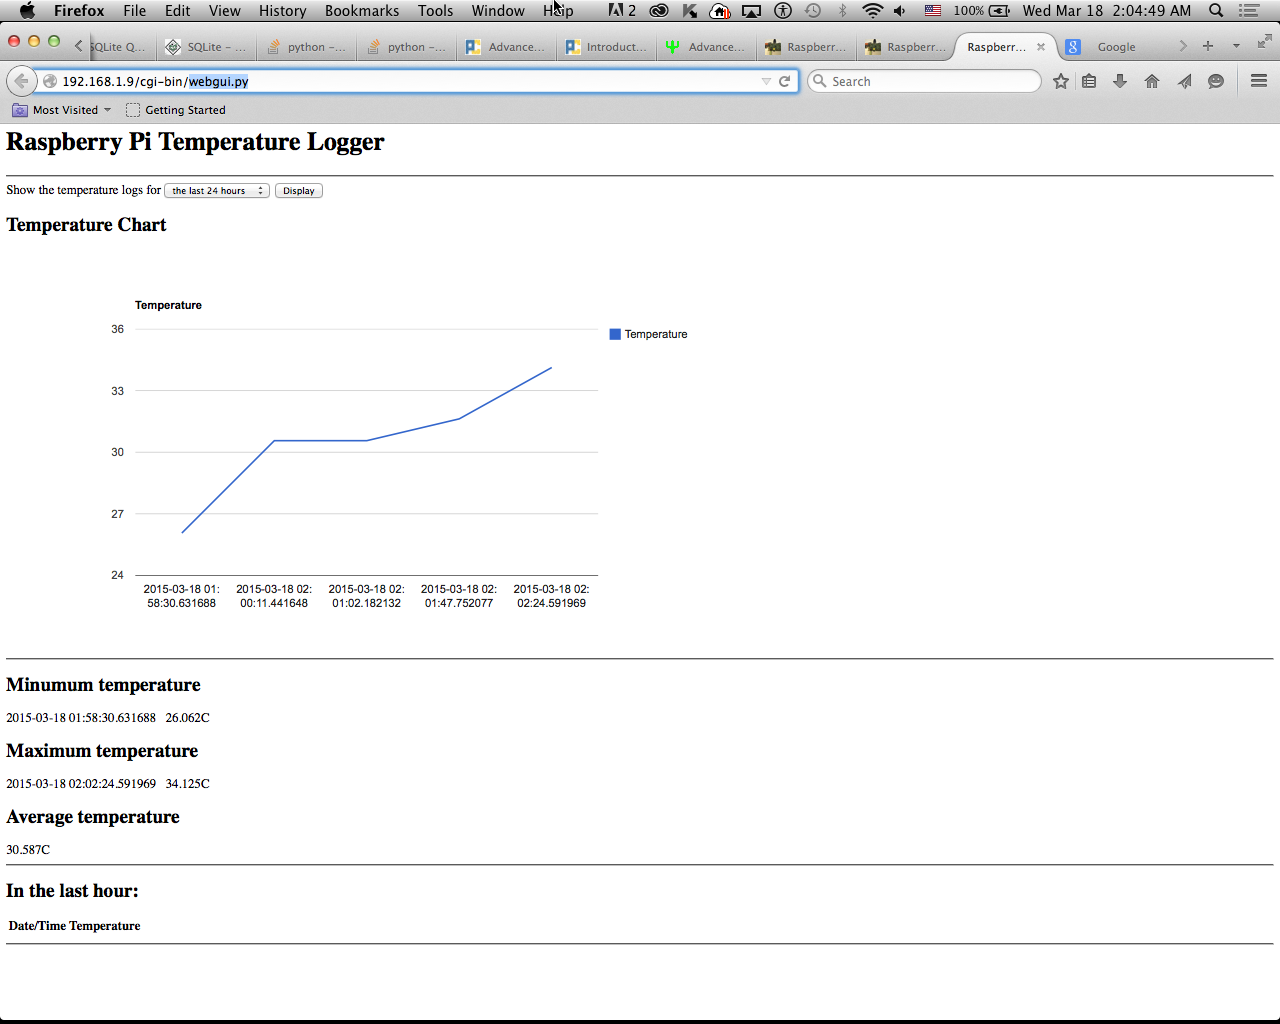 Firefox File Edit View History Bookmarks Tools Window Help 2 100% Wed Mar 18 2:04:49 AM
SQLite Q... SQLite – ... python –... python –... Advance... Introduct... Advance... Raspberr... Raspberr... Raspberr... Google
192.168.1.9/cgi-bin/webgui.py Search
Most Visited Getting Started
Raspberry Pi Temperature Logger
Show the temperature logs for the last 24 hours Display
Temperature Chart
Temperature
36
Temperature
33
30
27
24
2015-03-18 01: 2015-03-18 02: 2015-03-18 02: 2015-03-18 02: 2015-03-18 02:
58:30.631688 00:11.441648 01:02.182132 01:47.752077 02:24.591969
Minumum temperature
2015-03-18 01:58:30.631688 26.062C
Maximum temperature
2015-03-18 02:02:24.591969 34.125C
Average temperature
30.587C
In the last hour:
Date/Time Temperature